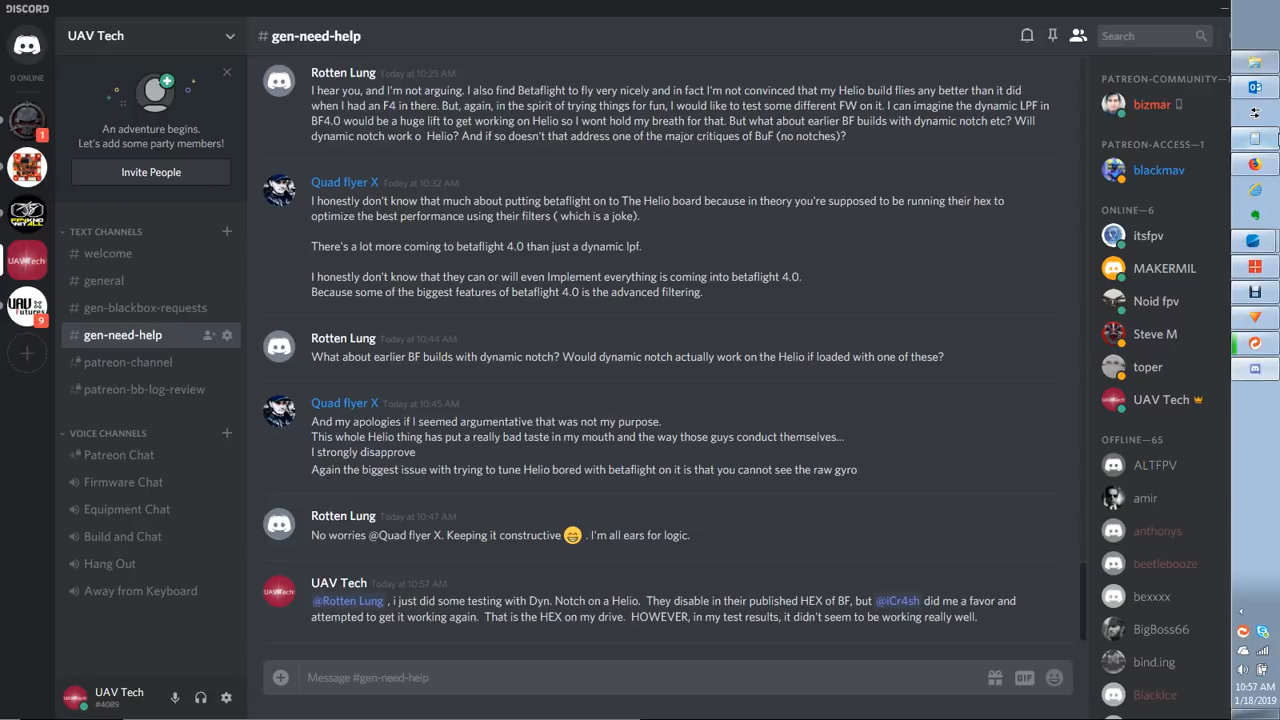 DISCORD
0 ONLINE
1
UAVTech
9
UAV Tech
An adventure begins.
Let's add some party members!
Invite People
TEXT CHANNELS
# welcome
# general
# gen-blackbox-requests
# gen-need-help
# patreon-channel
# patreon-bb-log-review
VOICE CHANNELS
Patreon Chat
Firmware Chat
Equipment Chat
Build and Chat
Hang Out
Away from Keyboard
UAV Tech
#4089
# gen-need-help
Search
Rotten Lung Today at 10:25 AM
I hear you, and I'm not arguing. I also find Betaflight to fly very nicely and in fact I'm not convinced that my Helio build flies any better than it did
when I had an F4 in there. But, again, in the spirit of trying things for fun, I would like to test some different FW on it. I can imagine the dynamic LPF in
BF4.0 would be a huge lift to get working on Helio so I wont hold my breath for that. But what about earlier BF builds with dynamic notch etc? Will
dynamic notch work o Helio? And if so doesn't that address one of the major critiques of BuF (no notches)?
Quad flyer X Today at 10:32 AM
I honestly don't know that much about putting betaflight on to The Helio board because in theory you're supposed to be running their hex to
optimize the best performance using their filters ( which is a joke).
There's a lot more coming to betaflight 4.0 than just a dynamic lpf.
I honestly don't know that they can or will even Implement everything is coming into betaflight 4.0.
Because some of the biggest features of betaflight 4.0 is the advanced filtering.
Rotten Lung Today at 10:44 AM
What about earlier BF builds with dynamic notch? Would dynamic notch actually work on the Helio if loaded with one of these?
Quad flyer X Today at 10:45 AM
And my apologies if I seemed argumentative that was not my purpose.
This whole Helio thing has put a really bad taste in my mouth and the way those guys conduct themselves...
I strongly disapprove
Again the biggest issue with trying to tune Helio bored with betaflight on it is that you cannot see the raw gyro
Rotten Lung Today at 10:47 AM
No worries @Quad flyer X. Keeping it constructive 😁 . I'm all ears for logic.
UAV Tech Today at 10:57 AM
@Rotten Lung , i just did some testing with Dyn. Notch on a Helio. They disable in their published HEX of BF, but @iCr4sh did me a favor and
attempted to get it working again. That is the HEX on my drive. HOWEVER, in my test results, it didn't seem to be working really well.
Message #gen-need-help
GIF
PATREON-COMMUNITY—1
bizmar
PATREON-ACCESS—1
blackmav
ONLINE—6
itsfpv
MAKERMIL
Noid fpv
Steve M
toper
UAV Tech
OFFLINE—65
ALTFPV
amir
anthonys
beetlebooze
bexxxx
BigBoss66
bind.ing
BlackIce
10:57 AM
1/18/2019